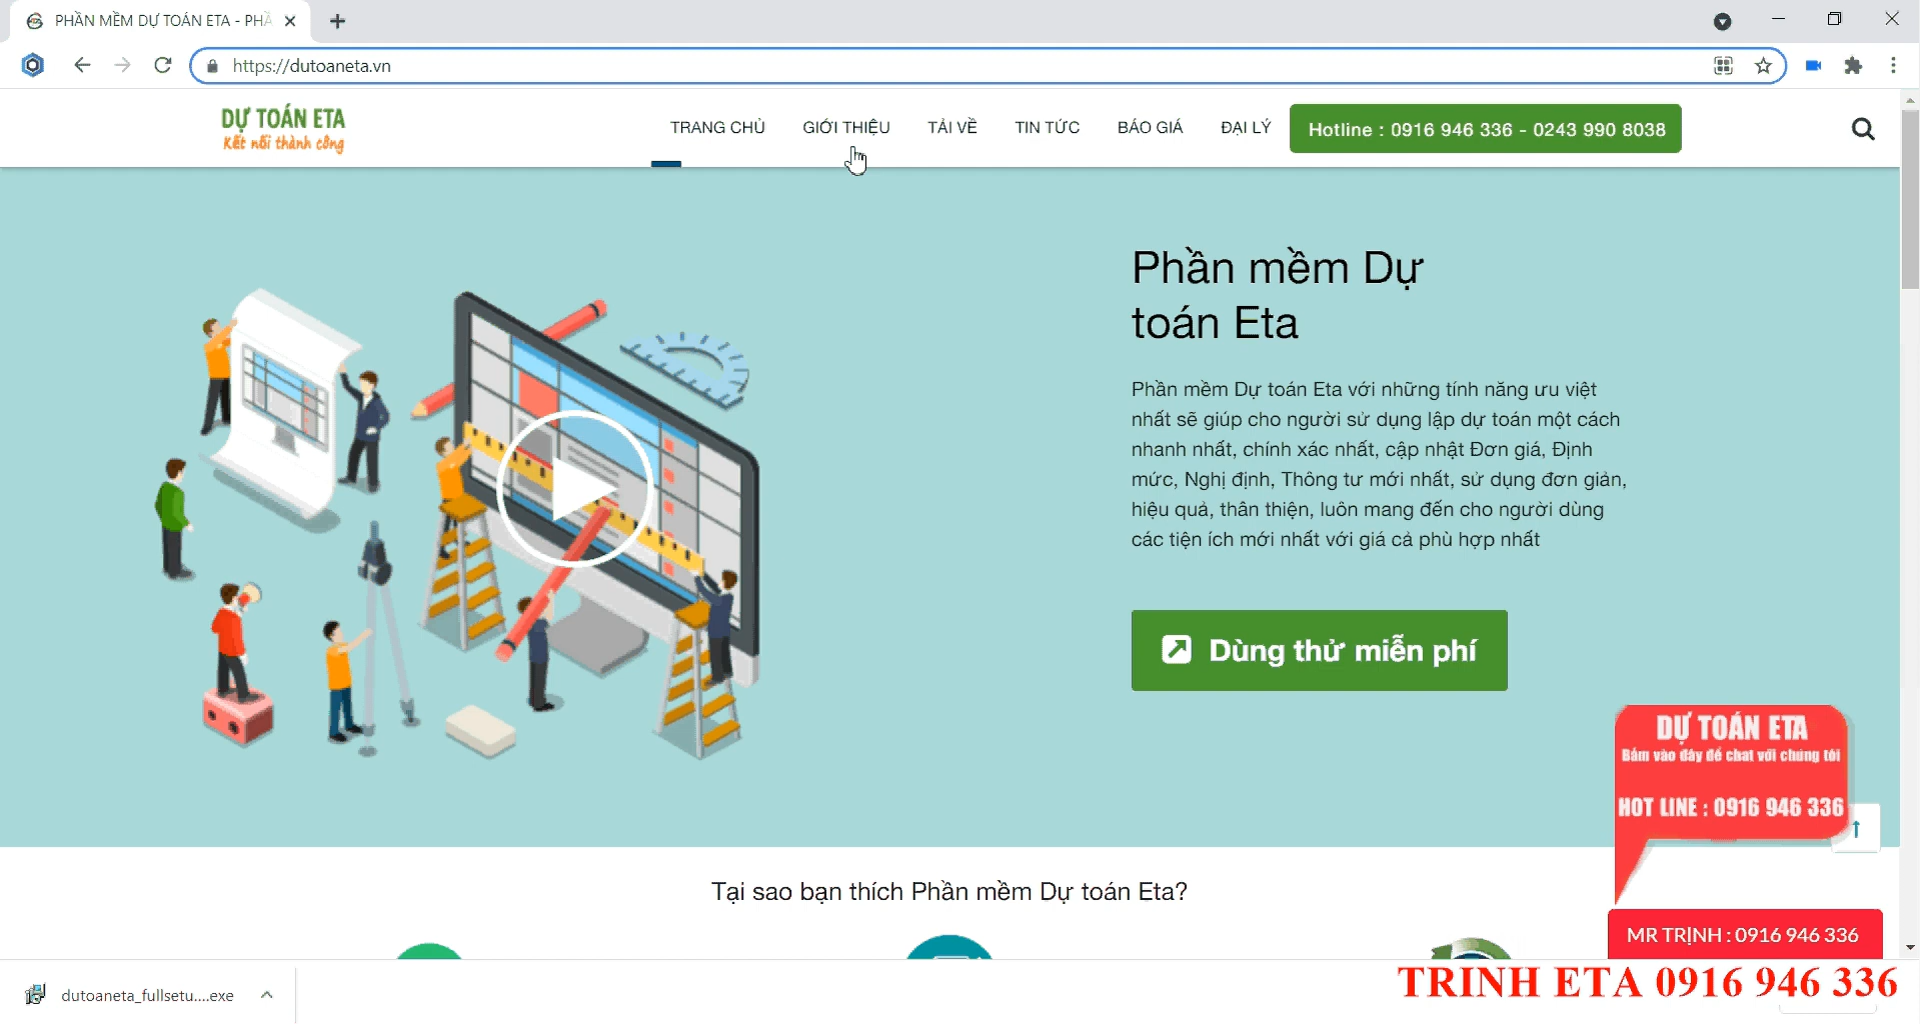 PHẦN MỀM DỰ TOÁN ETA - PHẦ
https://dutoaneta.vn
DỰ TOÁN ETA
Kết nối thành công
TRANG CHỦ
GIỚI THIỆU
TẢI VỀ
TIN TỨC
BÁO GIÁ
ĐẠI LÝ
Hotline : 0916 946 336 - 0243 990 8038
Phần mềm Dự
toán Eta
Phần mềm Dự toán Eta với những tính năng ưu việt
nhất sẽ giúp cho người sử dụng lập dự toán một cách
nhanh nhất, chính xác nhất, cập nhật Đơn giá, Định
mức, Nghị định, Thông tư mới nhất, sử dụng đơn giản,
hiệu quả, thân thiện, luôn mang đến cho người dùng
các tiện ích mới nhất với giá cả phù hợp nhất
Dùng thử miễn phí
DỰ TOÁN ETA
Bấm vào đây để chat với chúng tôi
HOT LINE : 0916 946 336
Tại sao bạn thích Phần mềm Dự toán Eta?
MR TRỊNH : 0916 946 336
TRINH ETA 0916 946 336
dutoaneta_fullsetu....exe